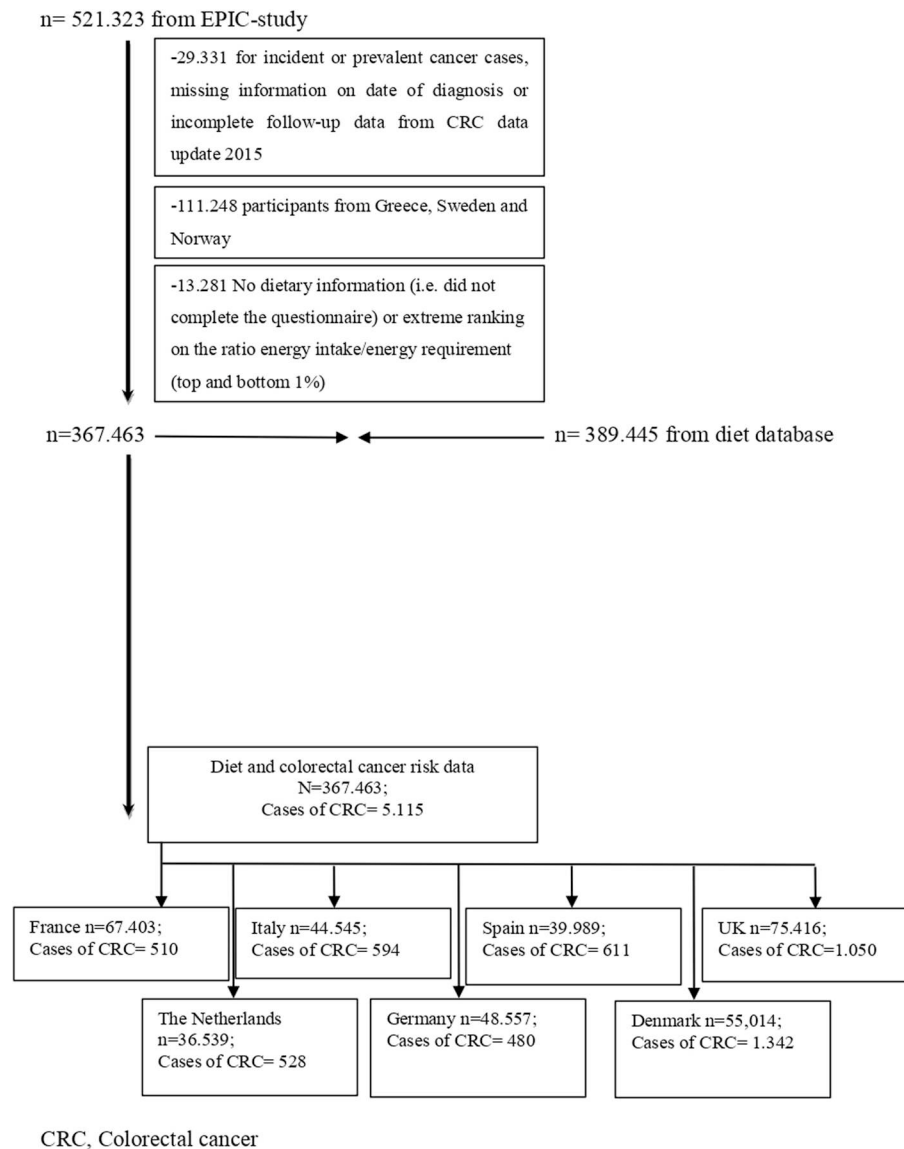 n= 521.323 from EPIC-study
-29.331 for incident or prevalent cancer cases,
missing information on date of diagnosis or
incomplete follow-up data from CRC data
update 2015
-111.248 participants from Greece, Sweden and
Norway
-13.281 No dietary information (i.e. did not
complete the questionnaire) or extreme ranking
on the ratio energy intake/energy requirement
(top and bottom 1%)
n=367.463
n= 389.445 from diet database
Diet and colorectal cancer risk data
N=367.463;
Cases of CRC= 5.115
France n=67.403;
Cases of CRC= 510
Italy n=44.545;
Cases of CRC= 594
Spain n=39.989;
Cases of CRC= 611
UK n=75.416;
Cases of CRC=1.050
The Netherlands
n=36.539;
Cases of CRC= 528
Germany n=48.557;
Cases of CRC= 480
Denmark n=55,014;
Cases of CRC= 1.342
CRC, Colorectal cancer